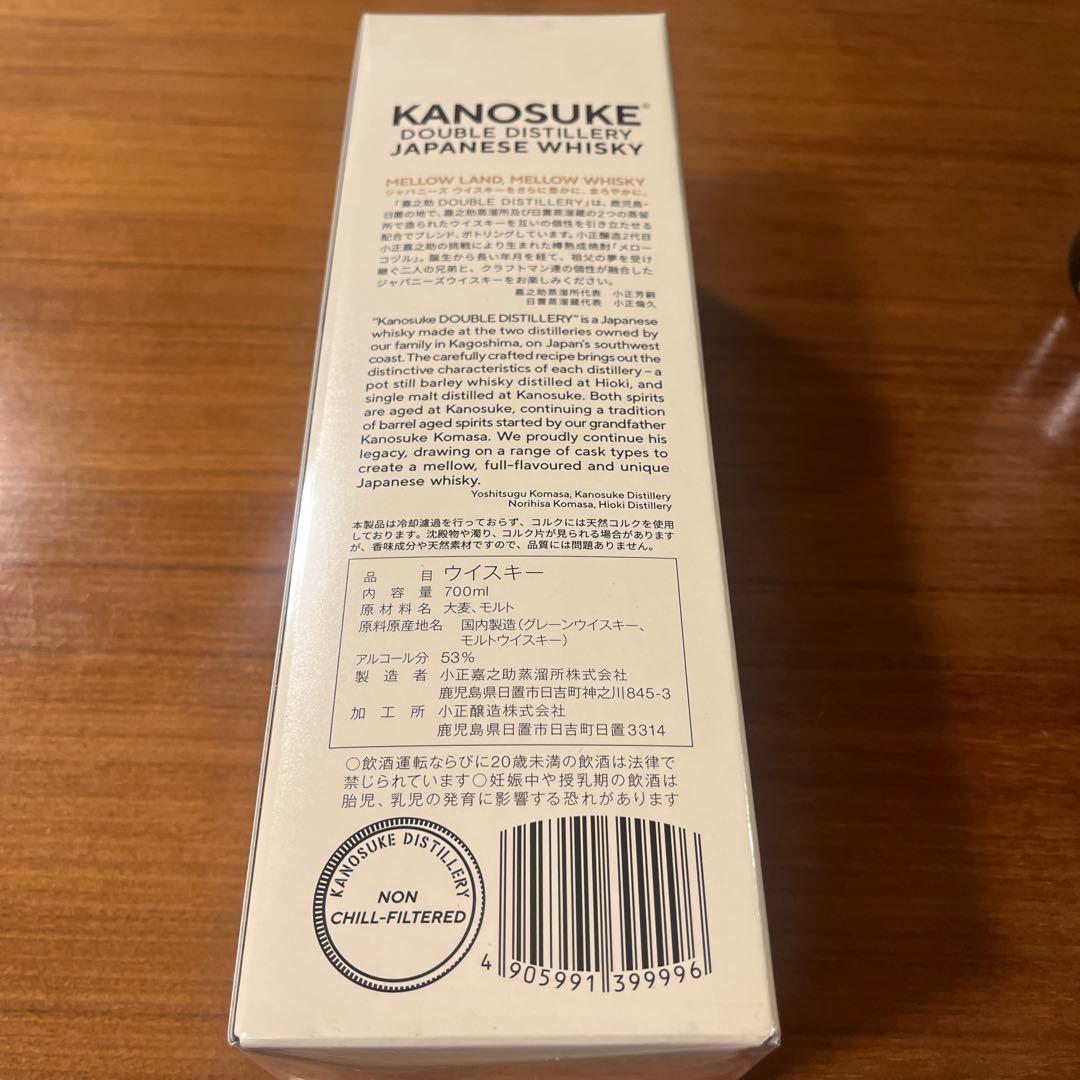 KANOSUKE®
DOUBLE DISTILLERY
JAPANESE WHISKY
MELLOW LAND, MELLOW WHISKY
ジャパニーズ ウイスキーをさらに豊かに、まろやかに。
「嘉之助 DOUBLE DISTILLERY」は、鹿児島・
日置の地で、嘉之助蒸溜所及び日置蒸溜蔵の2つの蒸留
所で造られたウイスキーを互いの個性を引き立たせる
配合でブレンド、ボトリングしています。小正醸造2代目
小正嘉之助の挑戦により生まれた樽熟成焼酎「メロー
コヅル」。誕生から長い年月を経て、祖父の夢を受け
継ぐ二人の兄弟と、クラフトマン達の個性が融合した
ジャパニーズウイスキーをお楽しみください。
嘉之助蒸溜所代表 小正芳嗣
日置蒸溜蔵代表 小正倫久
“Kanosuke DOUBLE DISTILLERY” is a Japanese
whisky made at the two distilleries owned by
our family in Kagoshima, on Japan's southwest
coast. The carefully crafted recipe brings out the
distinctive characteristics of each distillery – a
pot still barley whisky distilled at Hioki, and
single malt distilled at Kanosuke. Both spirits
are aged at Kanosuke, continuing a tradition
of barrel aged spirits started by our grandfather
Kanosuke Komasa. We proudly continue his
legacy, drawing on a range of cask types to
create a mellow, full-flavoured and unique
Japanese whisky.
Yoshitsugu Komasa, Kanosuke Distillery
Norihisa Komasa, Hioki Distillery
本製品は冷却濾過を行っておらず、コルクには天然コルクを使用
しております。沈殿物や濁り、コルク片が見られる場合があります
が、香味成分や天然素材ですので、品質には問題ありません。
品目 ウイスキー
内容量 700ml
原材料名 大麦、モルト
原料原産地名 国内製造(グレーンウイスキー、
モルトウイスキー)
アルコール分 53%
製造者 小正嘉之助蒸溜所株式会社
鹿児島県日置市日吉町神之川845-3
加工所 小正醸造株式会社
鹿児島県日置市日吉町日置3314
○飲酒運転ならびに20歳未満の飲酒は法律で
禁じられています○妊娠中や授乳期の飲酒は
胎児、乳児の発育に影響する恐れがあります
KANOSUKE DISTILLERY
NON
CHILL-FILTERED
4 905991 399996